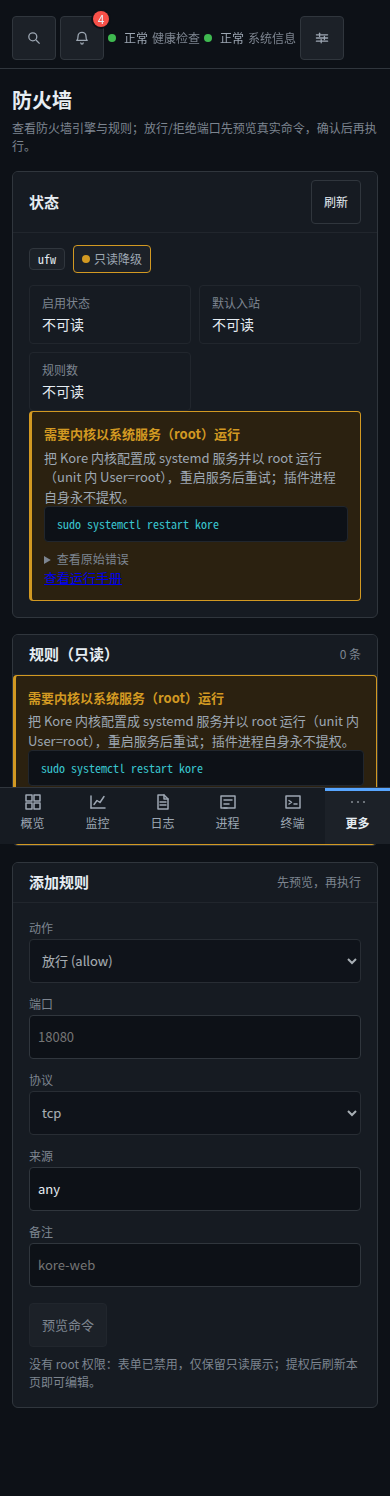 4
正常 健康检查 正常 系统信息
防火墙
查看防火墙引擎与规则；放行/拒绝端口先预览真实命令，确认后再执
行。
状态
刷新
ufw
只读降级
启用状态
不可读
默认入站
不可读
规则数
不可读
需要内核以系统服务（root）运行
把 Kore 内核配置成 systemd 服务并以 root 运行
（unit 内 User=root），重启服务后重试；插件进程
自身永不提权。
sudo systemctl restart kore
查看原始错误
规则（只读）
0 条
需要内核以系统服务（root）运行
把 Kore 内核配置成 systemd 服务并以 root 运行（unit 内
User=root），重启服务后重试；插件进程自身永不提权。
sudo systemctl restart kore
概览
监控
日志
进程
终端
更多
添加规则
先预览，再执行
动作
放行 (allow)
端口
18080
协议
tcp
来源
any
备注
kore-web
预览命令
没有 root 权限：表单已禁用，仅保留只读展示；提权后刷新本
页即可编辑。